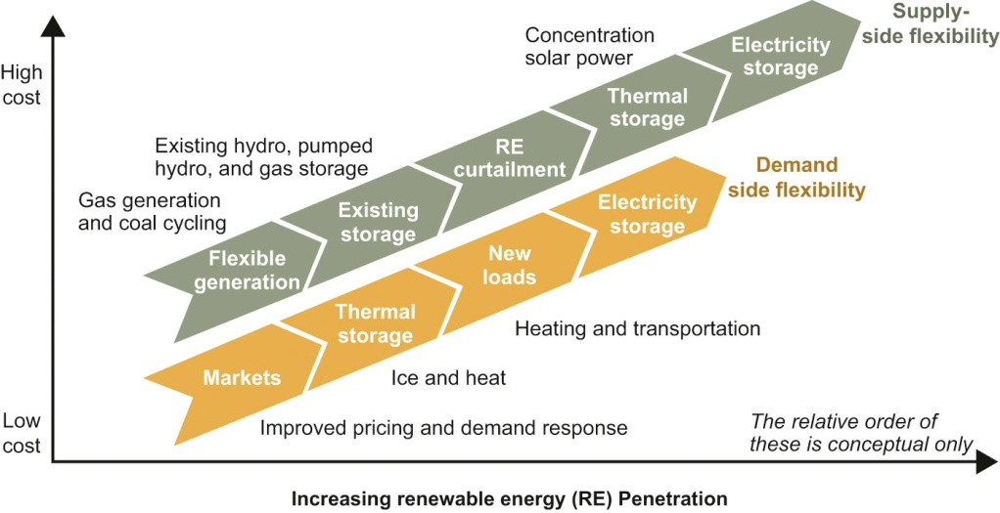 Supply-
side flexibility
High
cost
Concentration
solar power
Electricity
storage
Thermal
storage
Existing hydro, pumped
hydro, and gas storage
RE
curtailment
Gas generation
and coal cycling
Existing
storage
Flexible
generation
Demand
side flexibility
Electricity
storage
New
loads
Thermal
storage
Markets
Heating and transportation
Ice and heat
Improved pricing and demand response
Low
cost
The relative order of
these is conceptual only
Increasing renewable energy (RE) Penetration